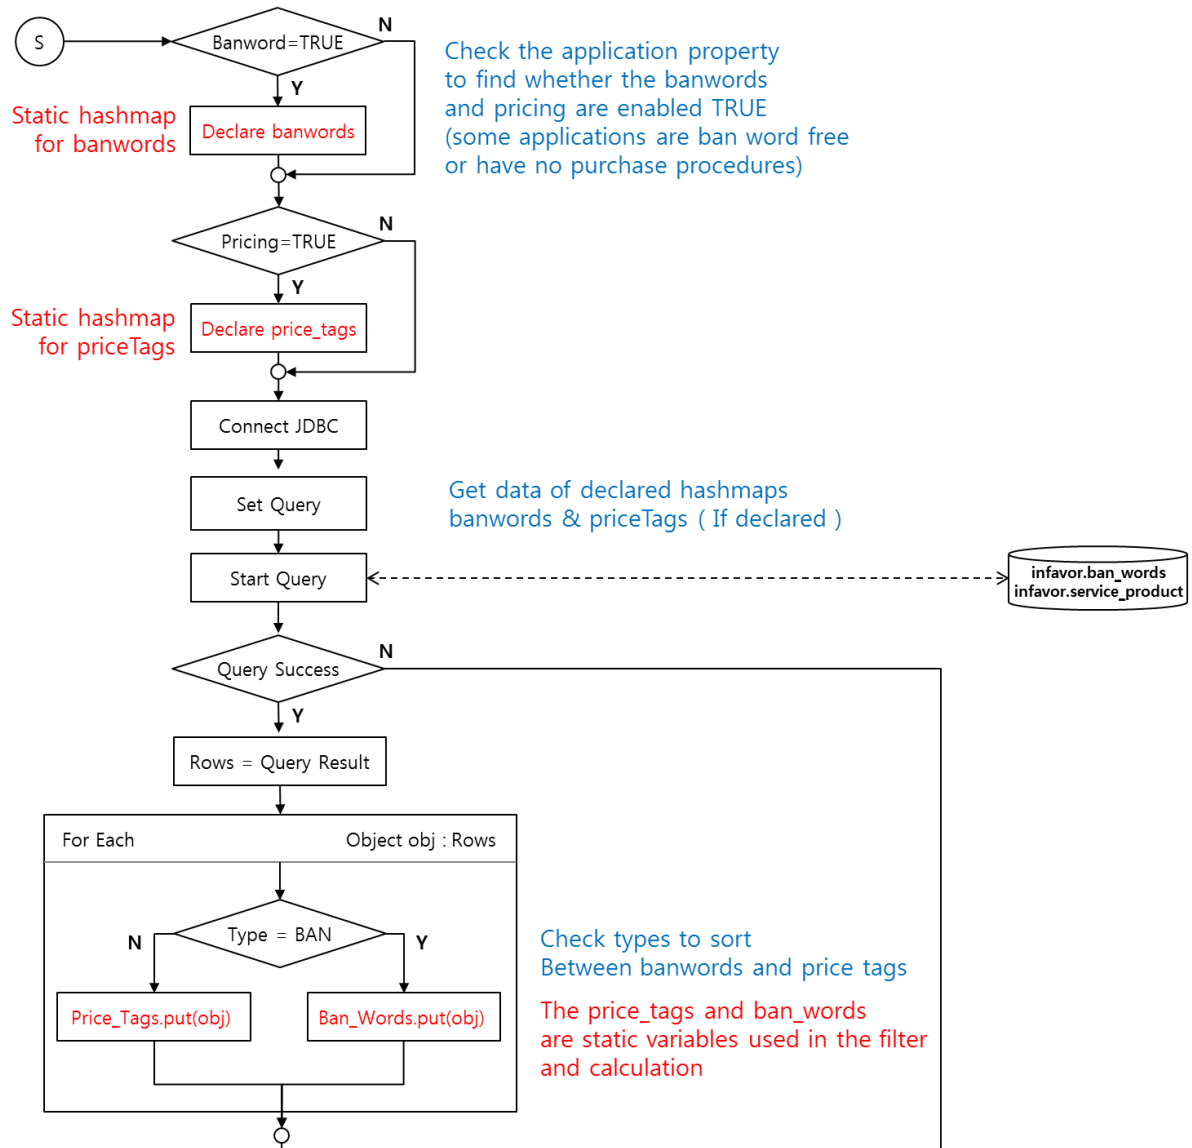 S
Banword=TRUE
N
Y
Check the application property
to find whether the banwords
and pricing are enabled TRUE
(some applications are ban word free
or have no purchase procedures)
Static hashmap
for banwords
Declare banwords
Pricing=TRUE
N
Y
Static hashmap
for priceTags
Declare price_tags
Connect JDBC
Set Query
Get data of declared hashmaps
banwords & priceTags ( If declared )
Start Query
infavor.ban_words
infavor.service_product
Query Success
N
Y
Rows = Query Result
For Each
Object obj : Rows
Type = BAN
N
Y
Price_Tags.put(obj)
Ban_Words.put(obj)
Check types to sort
Between banwords and price tags
The price_tags and ban_words
are static variables used in the filter
and calculation